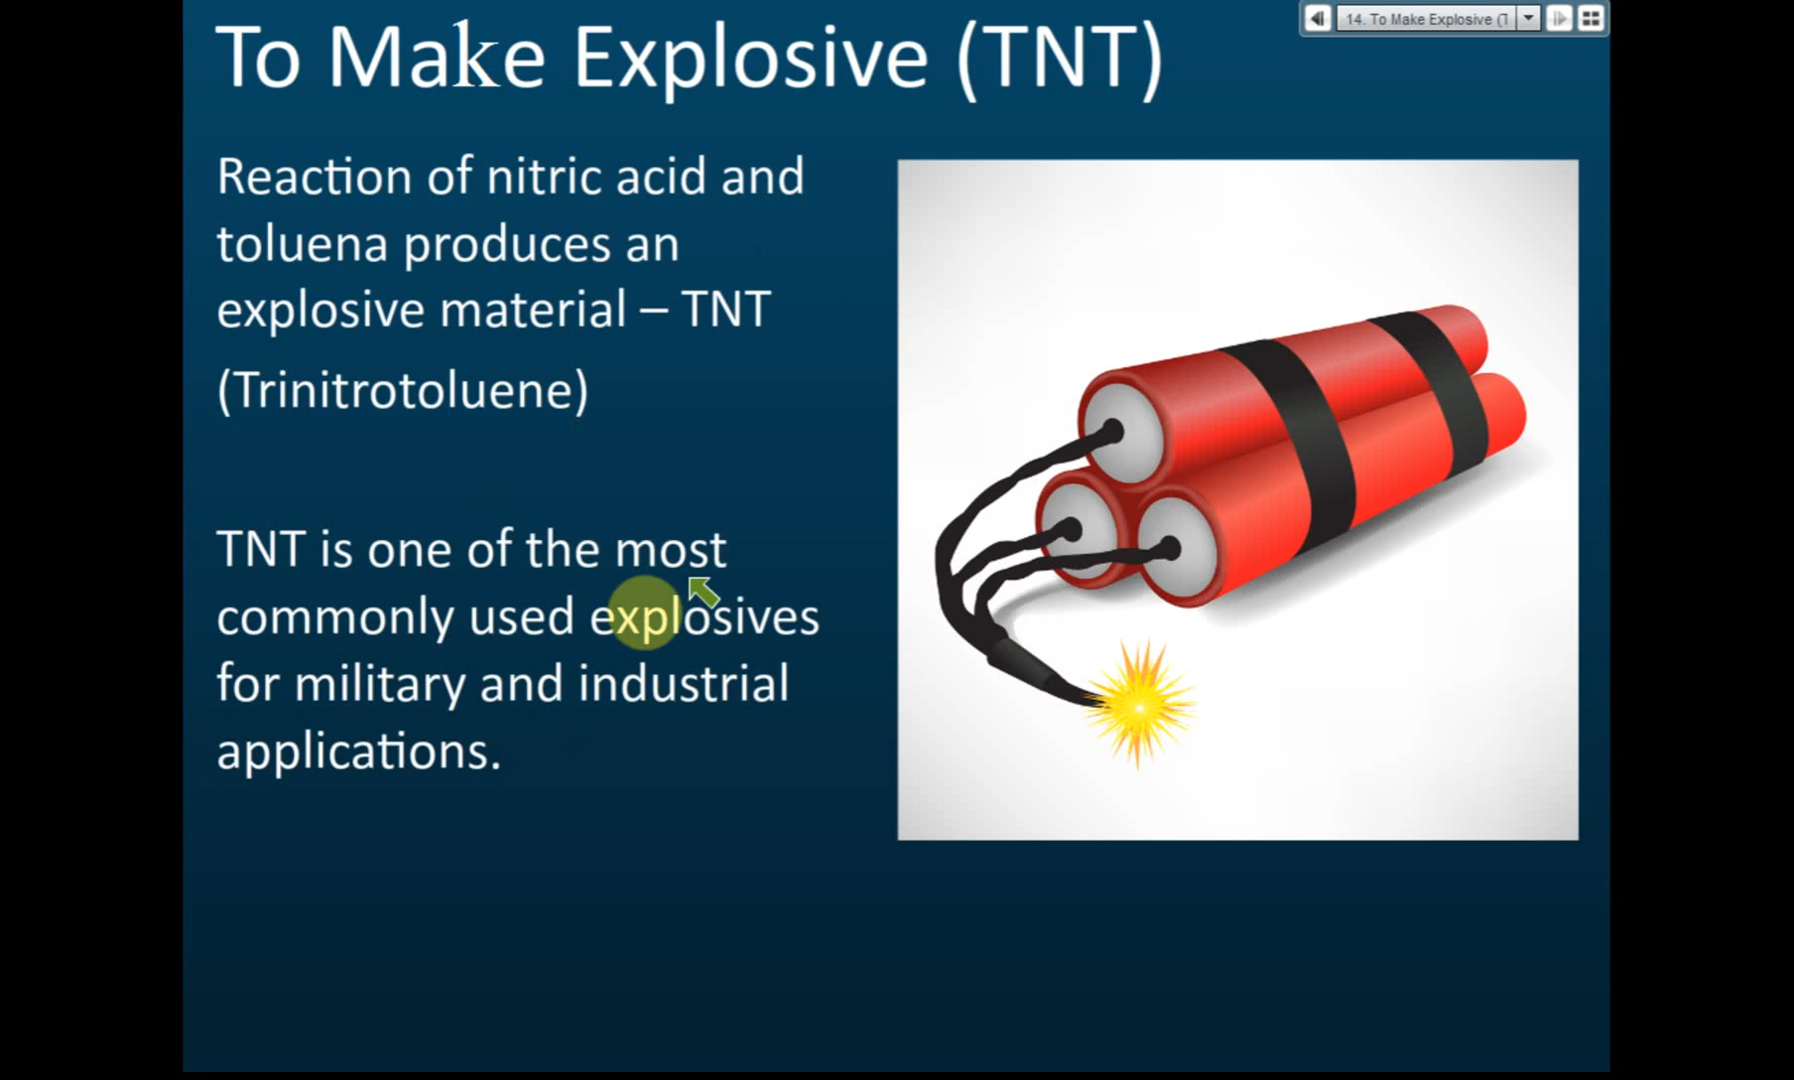 To Make Explosive (TNT)
14. To Make Explosive (T
Reaction of nitric acid and
toluena produces an
explosive material – TNT
(Trinitrotoluene)
TNT is one of the most
commonly used explosives
for military and industrial
applications.